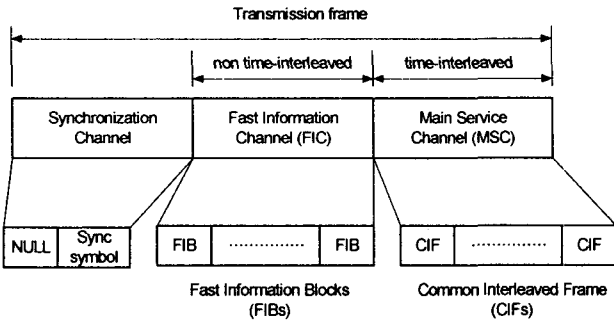 Transmission frame
non time-interleaved
time-interleaved
Synchronization
Channel
Fast Information
Channel (FIC)
Main Service
Channel (MSC)
NULL
Sync
symbol
FIB
FIB
CIF
CIF
Fast Information Blocks
(FIBs)
Common Interleaved Frame
(CIFs)